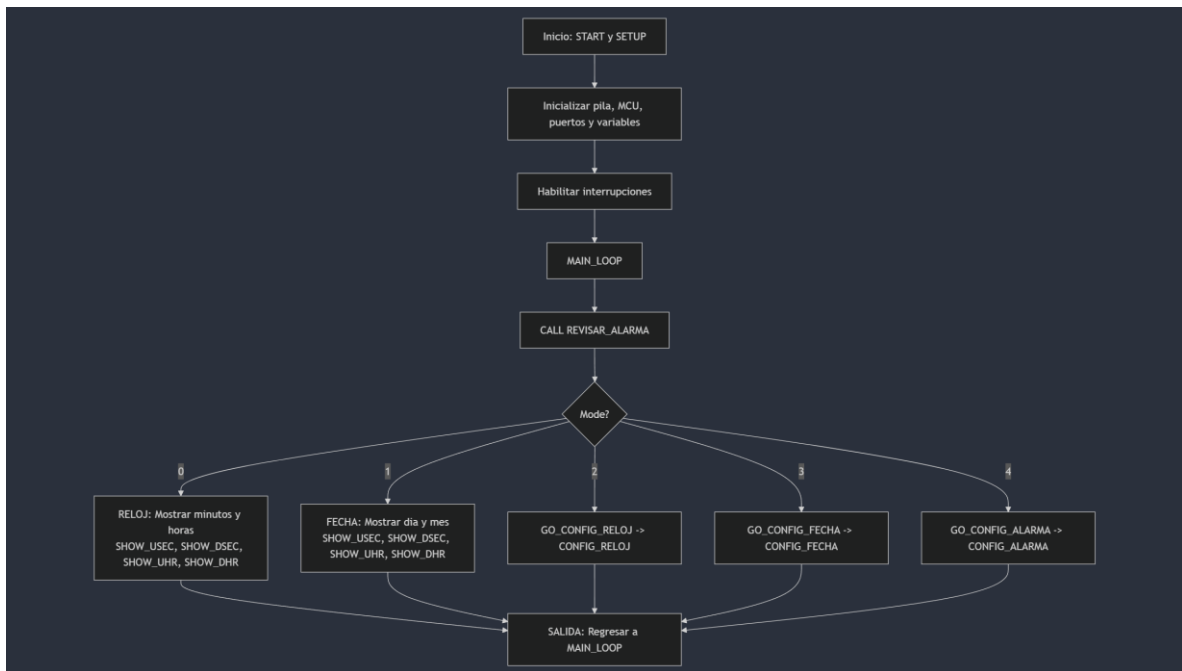 Inicio: START y SETUP
Inicializar pila, MCU,
puertos y variables
Habilitar interrupciones
MAIN_LOOP
CALL REVISAR_ALARMA
Mode?
0
1
2
3
4
RELOJ: Mostrar minutos y
horas
SHOW_USEC, SHOW_DSEC,
SHOW_UHR, SHOW_DHR
FECHA: Mostrar dia y mes
SHOW_USEC, SHOW_DSEC,
SHOW_UHR, SHOW_DHR
GO_CONFIG_RELOJ ->
CONFIG_RELOJ
GO_CONFIG_FECHA ->
CONFIG_FECHA
GO_CONFIG_ALARMA ->
CONFIG_ALARMA
SALIDA: Regresar a
MAIN_LOOP